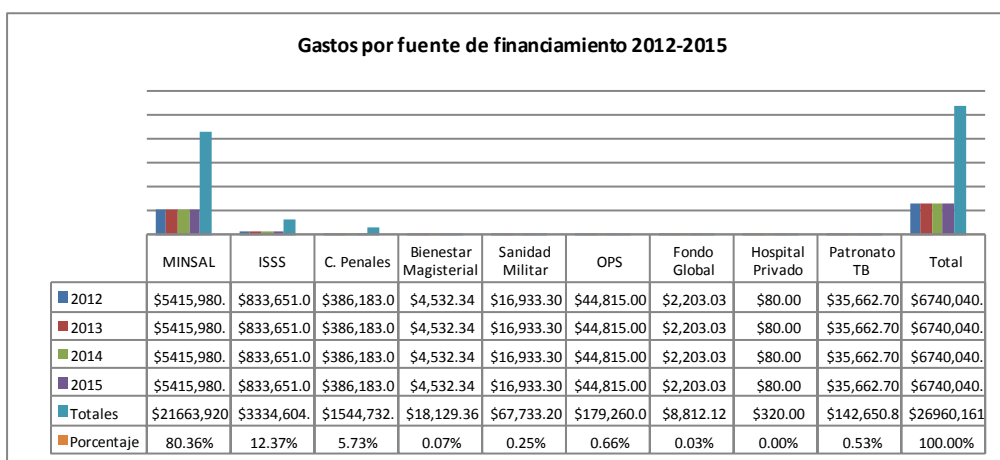 Gastos por fuente de financiamiento 2012-2015
MINSAL ISSS C. Penales Bienestar Magisterial Sanidad Militar OPS Fondo Global Hospital Privado Patronato TB Total
2012 $5415,980. $833,651.0 $386,183.0 $4,532.34 $16,933.30 $44,815.00 $2,203.03 $80.00 $35,662.70 $6740,040.
2013 $5415,980. $833,651.0 $386,183.0 $4,532.34 $16,933.30 $44,815.00 $2,203.03 $80.00 $35,662.70 $6740,040.
2014 $5415,980. $833,651.0 $386,183.0 $4,532.34 $16,933.30 $44,815.00 $2,203.03 $80.00 $35,662.70 $6740,040.
2015 $5415,980. $833,651.0 $386,183.0 $4,532.34 $16,933.30 $44,815.00 $2,203.03 $80.00 $35,662.70 $6740,040.
Totales $21663,920 $3334,604. $1544,732. $18,129.36 $67,733.20 $179,260.0 $8,812.12 $320.00 $142,650.8 $26960,161
Porcentaje 80.36% 12.37% 5.73% 0.07% 0.25% 0.66% 0.03% 0.00% 0.53% 100.00%